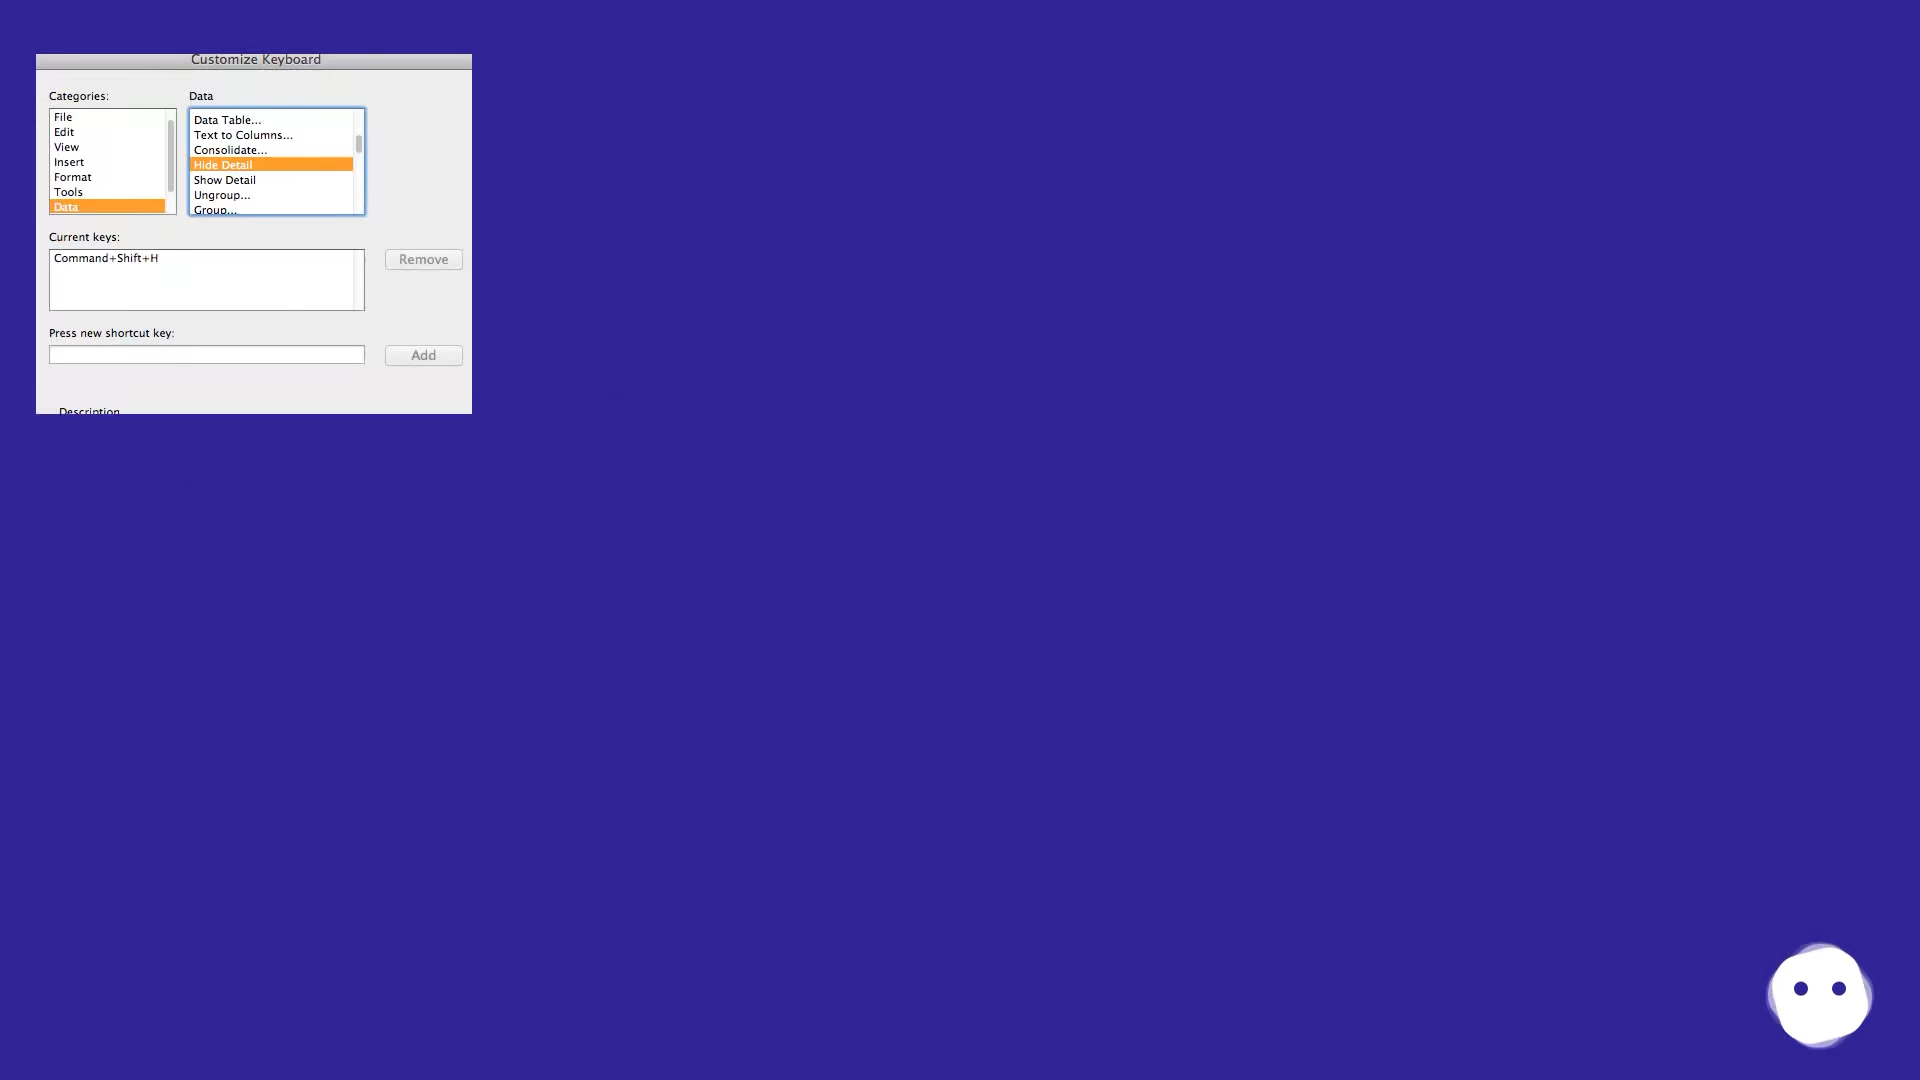 Customize Keyboard
Categories:
Data
File
Edit
View
Insert
Format
Tools
Data
Data Table...
Text to Columns...
Consolidate...
Hide Detail
Show Detail
Ungroup...
Group...
Current keys:
Command+Shift+H
Remove
Press new shortcut key:
Add
Description